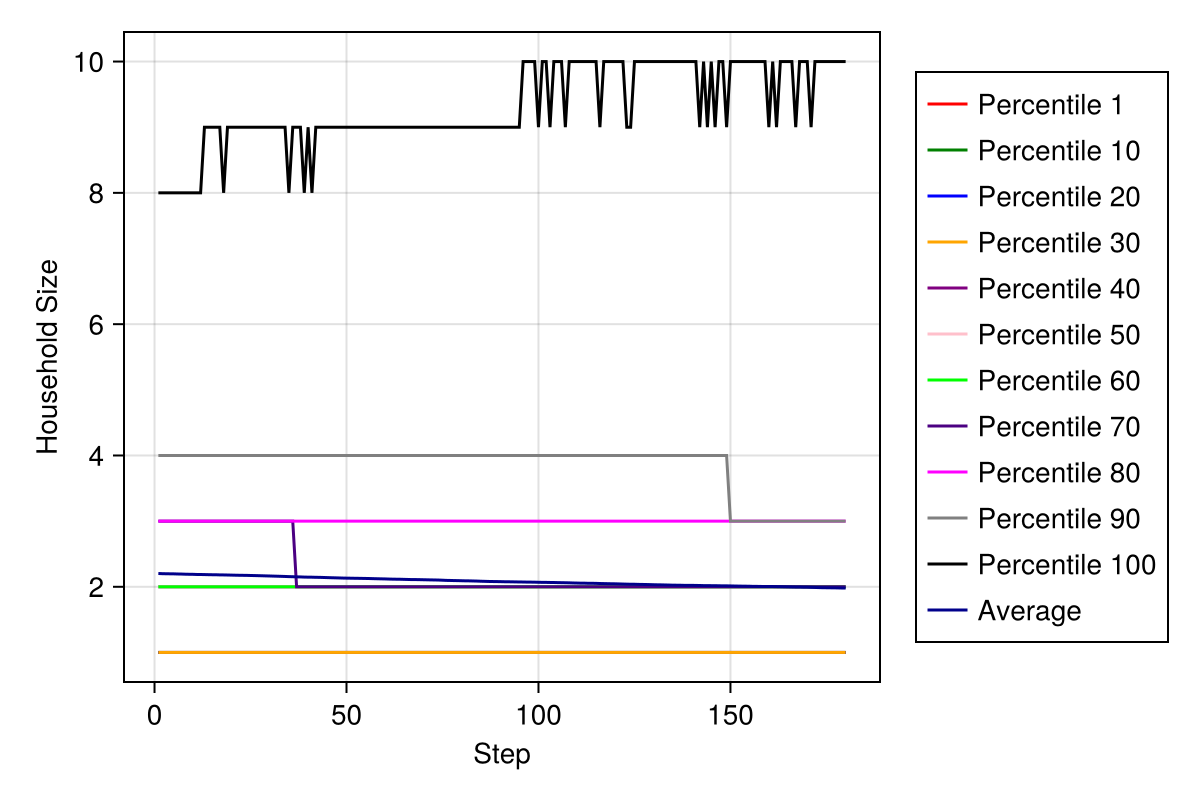 Household Size
10
8
6
4
2
0
50
100
150
Step
Percentile 1
Percentile 10
Percentile 20
Percentile 30
Percentile 40
Percentile 50
Percentile 60
Percentile 70
Percentile 80
Percentile 90
Percentile 100
Average